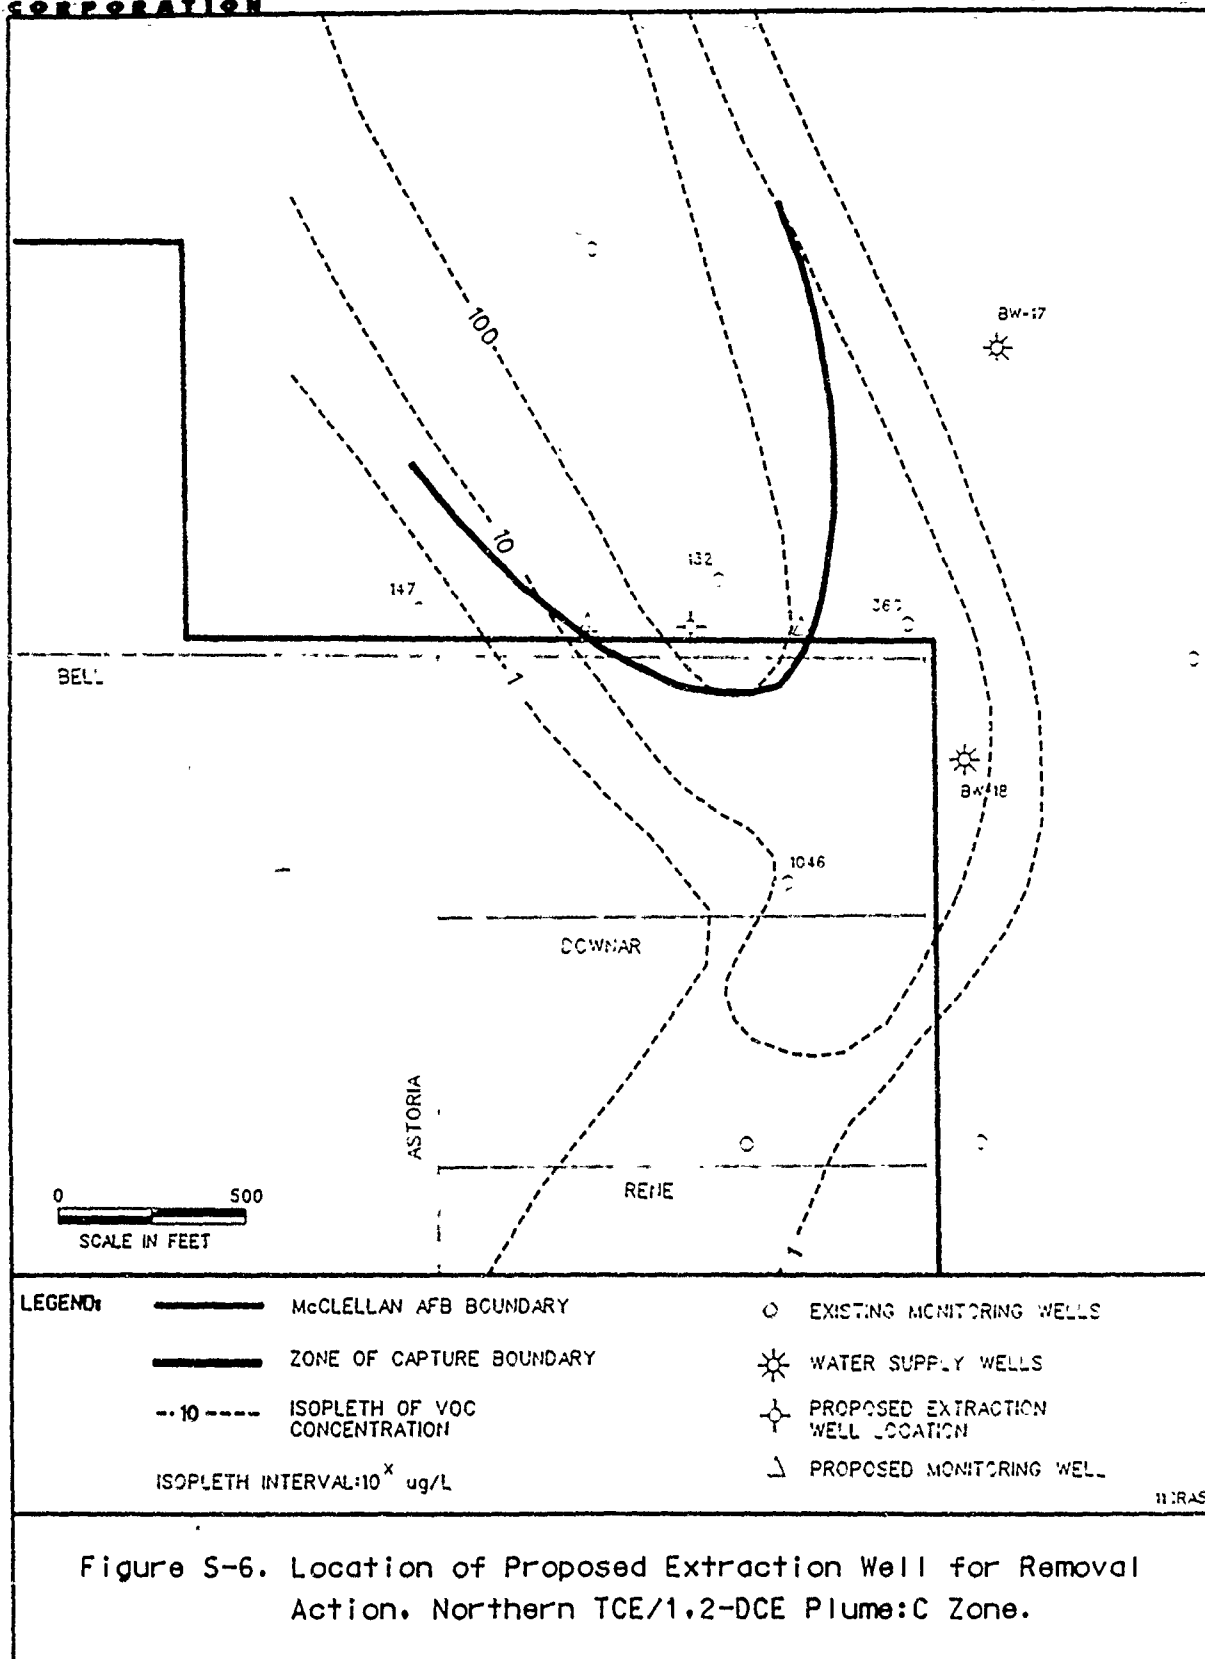 CORPORATION
BW-17
100
10
132
147
BELL
1
BW-18
1046
DOWNAR
ASTORIA
RENE
0 500
SCALE IN FEET
1
LEGEND:
McCLELLAN AFB BOUNDARY
ZONE OF CAPTURE BOUNDARY
--10---- ISOPLETH OF VOC
CONCENTRATION
ISOPLETH INTERVAL:10^x ug/L
EXISTING MONITORING WELLS
WATER SUPPLY WELLS
PROPOSED EXTRACTION
WELL LOCATION
PROPOSED MONITORING WELL
Figure S-6. Location of Proposed Extraction Well for Removal
Action, Northern TCE/1,2-DCE Plume:C Zone.